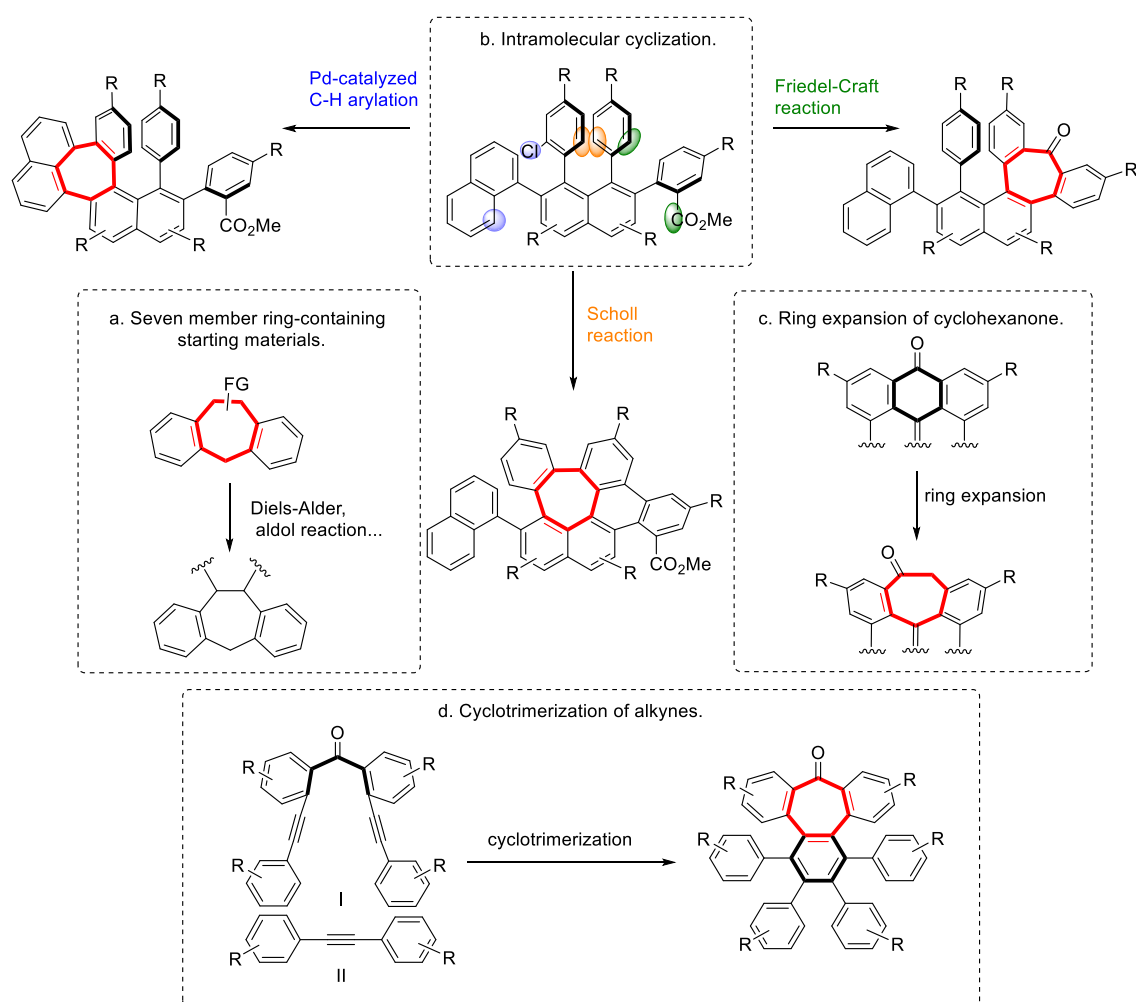 b. Intramolecular cyclization.
Pd-catalyzed
C-H arylation
Friedel-Craft
reaction
R
R
R
CO2Me
R
R
R
R
Cl
R
CO2Me
R
R
R
R
O
R
R
R
Scholl
reaction
a. Seven member ring-containing
starting materials.
FG
Diels-Alder,
aldol reaction...
R
R
R
CO2Me
R
R
c. Ring expansion of cyclohexanone.
O
R
R
ring expansion
O
R
R
d. Cyclotrimerization of alkynes.
O
R
R
R
R
I
R
R
II
cyclotrimerization
O
R
R
R
R
R
R